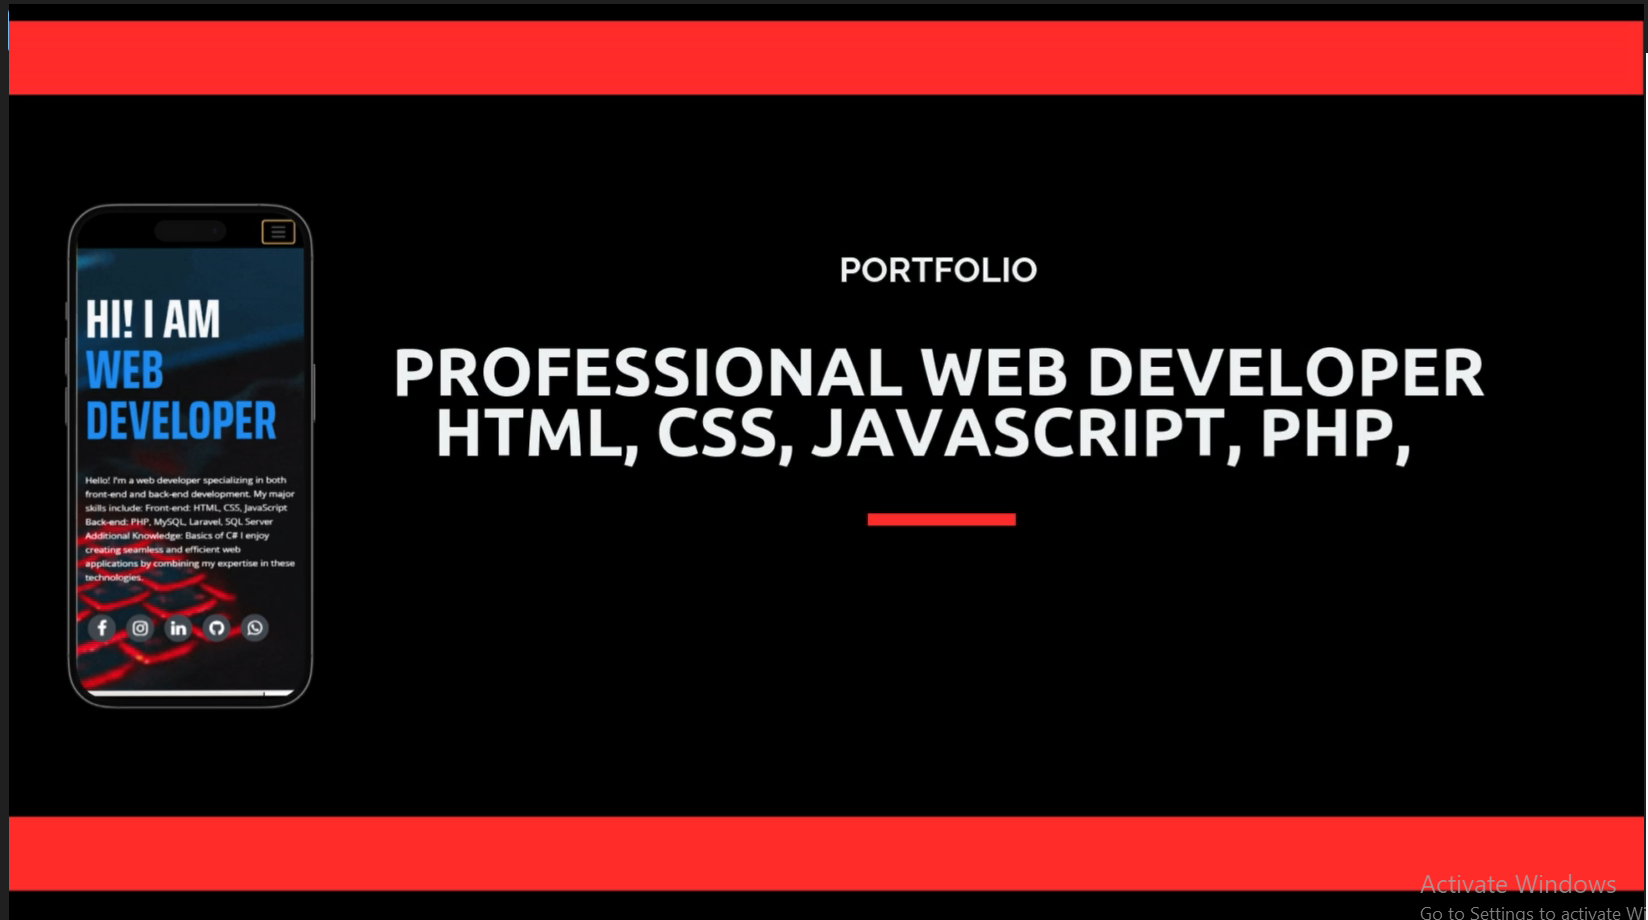 HI! I AM
WEB
DEVELOPER
Hello! I'm a web developer specializing in both
front-end and back-end development. My major
skills include: Front-end: HTML, CSS, JavaScript
Back-end: PHP, MySQL, Laravel, SQL Server
Additional Knowledge: Basics of C# I enjoy
creating seamless and efficient web
applications by combining my expertise in these
technologies.
PORTFOLIO
PROFESSIONAL WEB DEVELOPER
HTML, CSS, JAVASCRIPT, PHP,
Activate Windows
Go to Settings to activate Wi